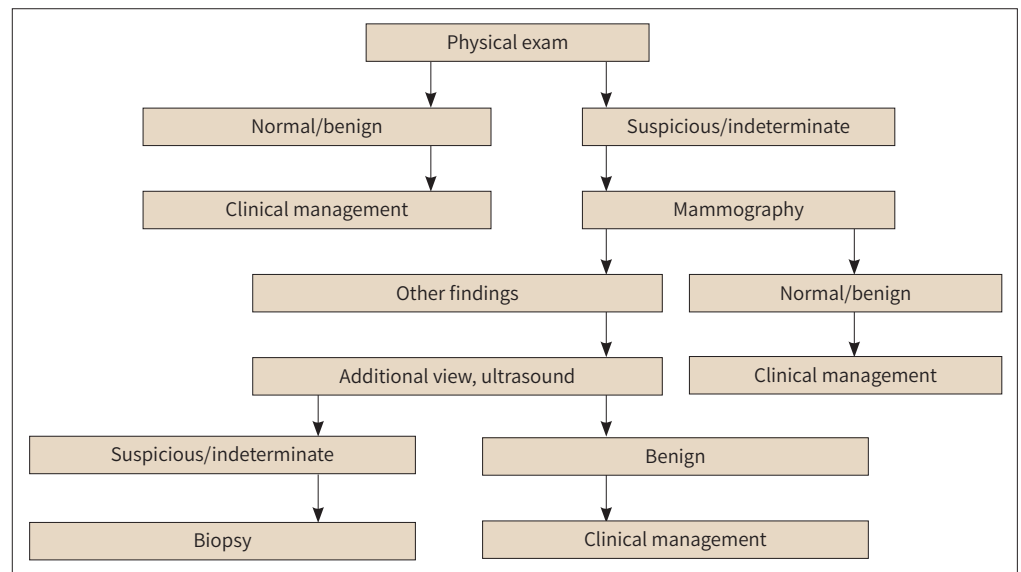 Physical exam
Normal/benign
Suspicious/indeterminate
Clinical management
Mammography
Other findings
Normal/benign
Additional view, ultrasound
Clinical management
Suspicious/indeterminate
Benign
Biopsy
Clinical management